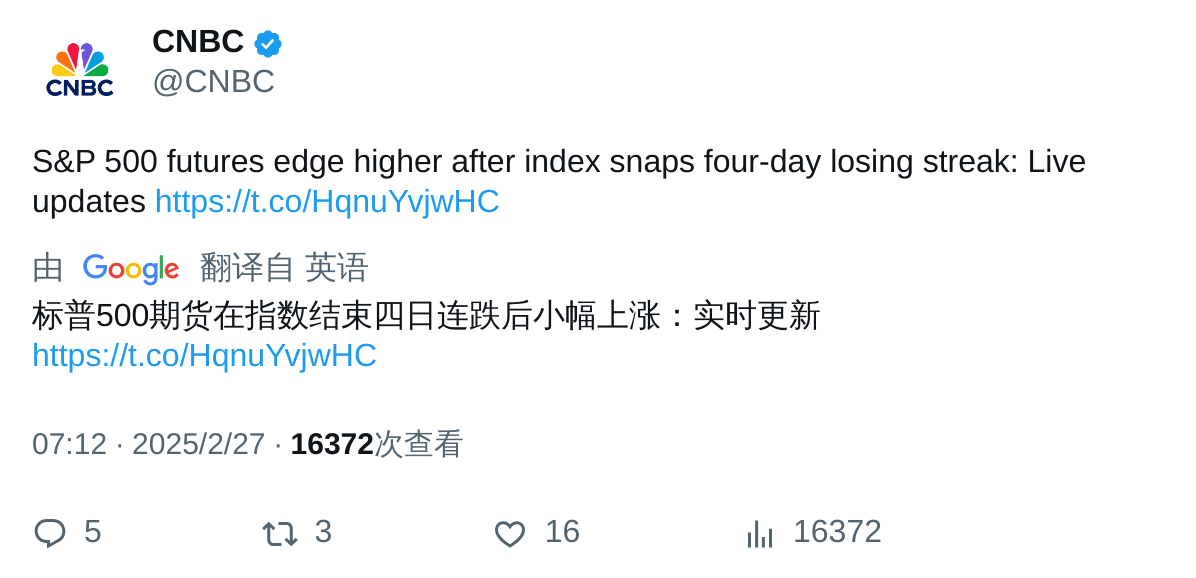 CNBC
CNBC
@CNBC
S&P 500 futures edge higher after index snaps four-day losing streak: Live
updates https://t.co/HqnuYvjwHC
由 Google 翻译自 英语
标普500期货在指数结束四日连跌后小幅上涨：实时更新
https://t.co/HqnuYvjwHC
07:12 · 2025/2/27 · 16372次查看
5 3 16 16372